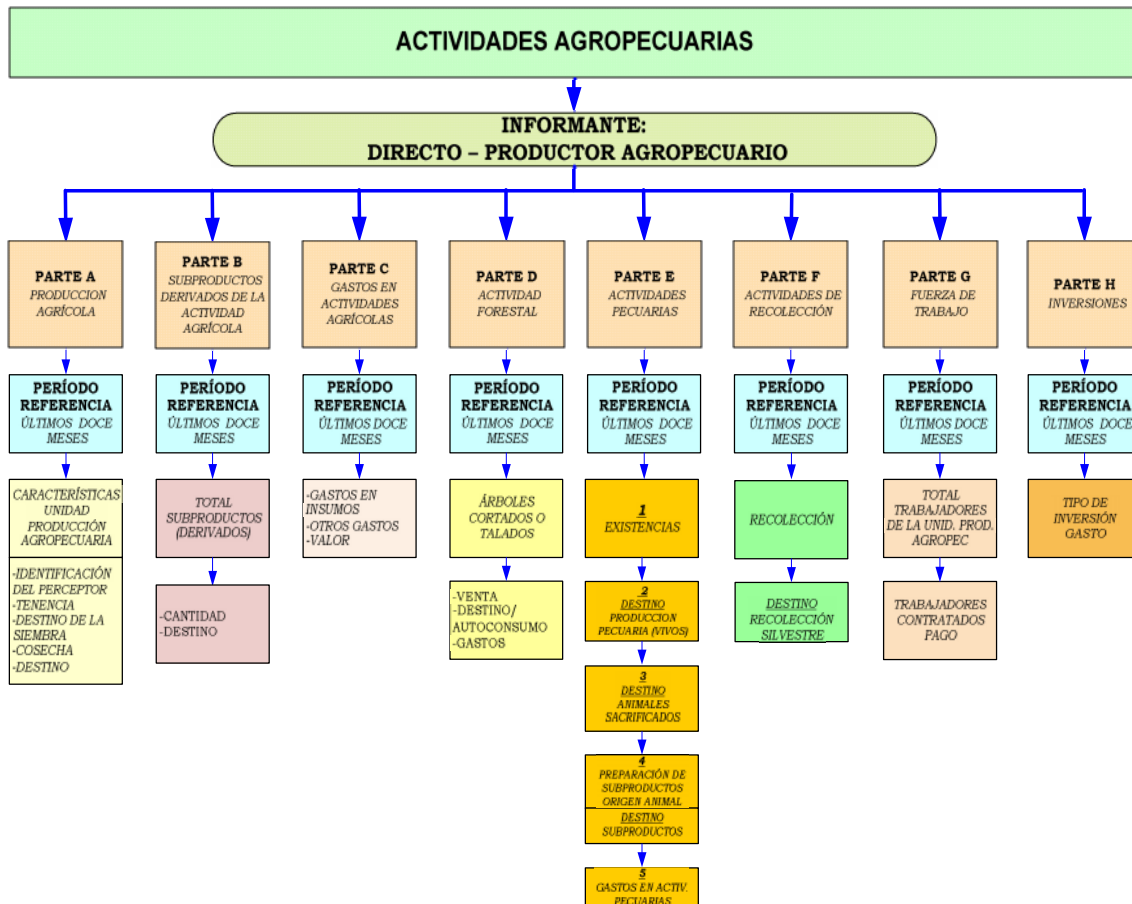 ACTIVIDADES AGROPECUARIAS
INFORMANTE:
DIRECTO – PRODUCTOR AGROPECUARIO
PARTE A
PRODUCCION
AGRÍCOLA
PERÍODO
REFERENCIA
ÚLTIMOS DOCE
MESES
CARACTERÍSTICAS
UNIDAD
PRODUCCIÓN
AGROPECUARIA
-IDENTIFICACIÓN
DEL PERCEPTOR
-TENENCIA
-DESTINO DE LA
SIEMBRA
-COSECHA
-DESTINO
PARTE B
SUBPRODUCTOS
DERIVADOS DE LA
ACTIVIDAD
AGRÍCOLA
PERÍODO
REFERENCIA
ÚLTIMOS DOCE
MESES
TOTAL
SUBPRODUCTOS
(DERIVADOS)
-CANTIDAD
-DESTINO
PARTE C
GASTOS EN
ACTIVIDADES
AGRÍCOLAS
PERÍODO
REFERENCIA
ÚLTIMOS DOCE
MESES
-GASTOS EN
INSUMOS
-OTROS GASTOS
-VALOR
PARTE D
ACTIVIDAD
FORESTAL
PERÍODO
REFERENCIA
ÚLTIMOS DOCE
MESES
ÁRBOLES
CORTADOS O
TALADOS
-VENTA
-DESTINO/
AUTOCONSUMO
-GASTOS
PARTE E
ACTIVIDADES
PECUARIAS
PERÍODO
REFERENCIA
ÚLTIMOS DOCE
MESES
1
EXISTENCIAS
2
DESTINO
PRODUCCION
PECUARIA (VIVOS)
3
DESTINO
ANIMALES
SACRIFICADOS
4
PREPARACIÓN DE
SUBPRODUCTOS
ORIGEN ANIMAL
DESTINO
SUBPRODUCTOS
5
GASTOS EN ACTIV.
PECUARIAS
PARTE F
ACTIVIDADES DE
RECOLECCIÓN
PERÍODO
REFERENCIA
ÚLTIMOS DOCE
MESES
RECOLECCIÓN
DESTINO
RECOLECCIÓN
SILVESTRE
PARTE G
FUERZA DE
TRABAJO
PERÍODO
REFERENCIA
ÚLTIMOS DOCE
MESES
TOTAL
TRABAJADORES
DE LA UNID. PROD.
AGROPEC
TRABAJADORES
CONTRATADOS
PAGO
PARTE H
INVERSIONES
PERÍODO
REFERENCIA
ÚLTIMOS DOCE
MESES
TIPO DE
INVERSIÓN
GASTO